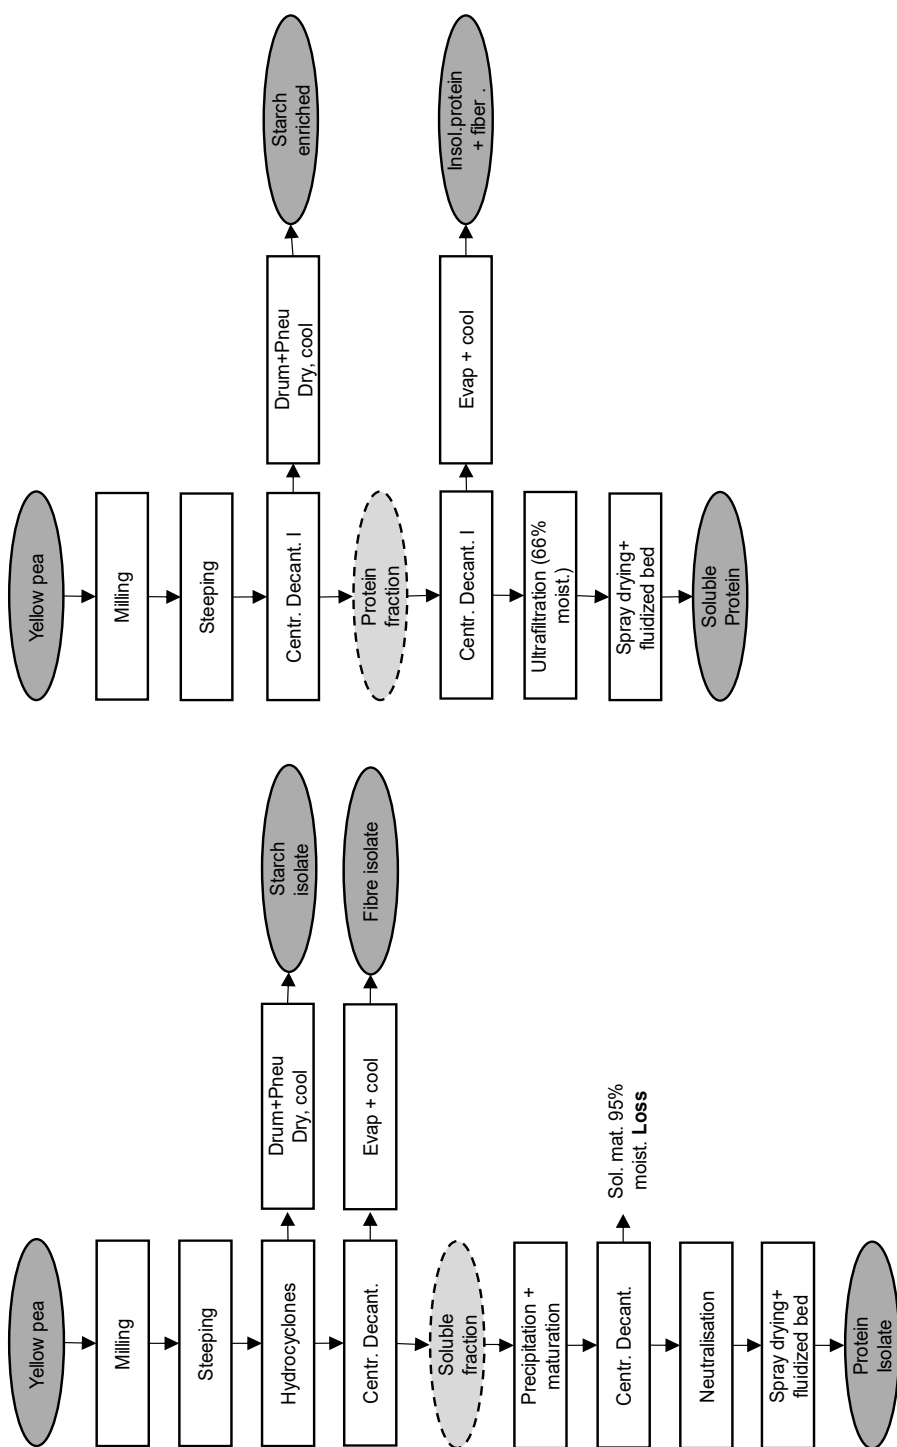 Yellow pea
Milling
Steeping
Hydrocyclones
Drum+Pneu
Dry, cool
Starch
isolate
Centr. Decant.
Evap + cool
Fibre isolate
Soluble
fraction
Precipitation +
maturation
Centr. Decant.
Sol. mat. 95%
moist. Loss
Neutralisation
Spray drying+
fluidized bed
Protein
Isolate
Yellow pea
Milling
Steeping
Centr. Decant. I
Drum+Pneu
Dry, cool
Starch
enriched
Protein
fraction
Centr. Decant. I
Evap + cool
Insol.protein
+ fiber .
Ultrafiltration (66%
moist.)
Spray drying+
fluidized bed
Soluble
Protein